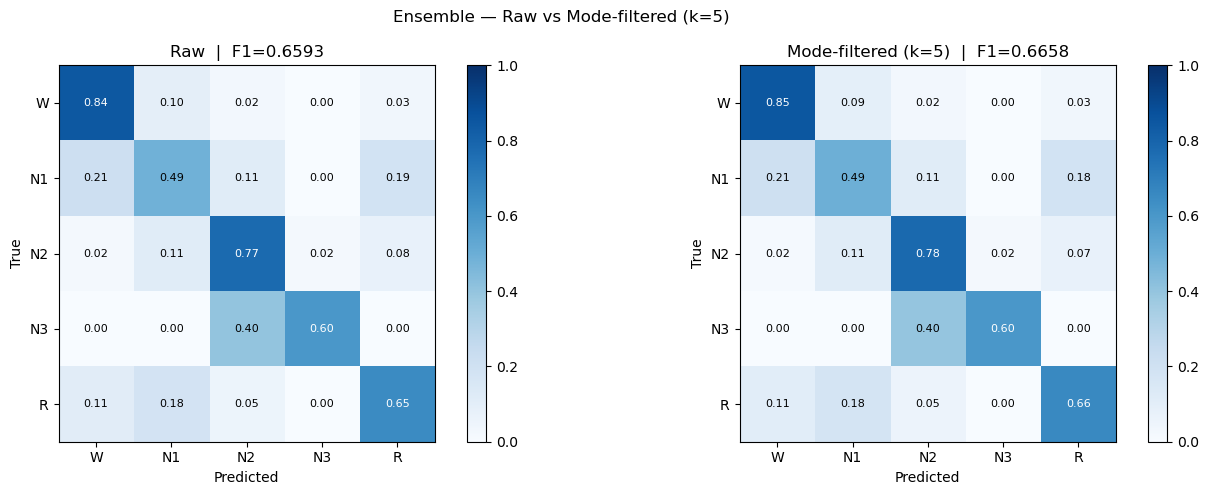 Ensemble — Raw vs Mode-filtered (k=5)
Raw | F1=0.6593
W 0.84 0.10 0.02 0.00 0.03
N1 0.21 0.49 0.11 0.00 0.19
N2 0.02 0.11 0.77 0.02 0.08
N3 0.00 0.00 0.40 0.60 0.00
R 0.11 0.18 0.05 0.00 0.65
W N1 N2 N3 R
Predicted
True
1.0
0.8
0.6
0.4
0.2
0.0
Mode-filtered (k=5) | F1=0.6658
W 0.85 0.09 0.02 0.00 0.03
N1 0.21 0.49 0.11 0.00 0.18
N2 0.02 0.11 0.78 0.02 0.07
N3 0.00 0.00 0.40 0.60 0.00
R 0.11 0.18 0.05 0.00 0.66
W N1 N2 N3 R
Predicted
True
1.0
0.8
0.6
0.4
0.2
0.0